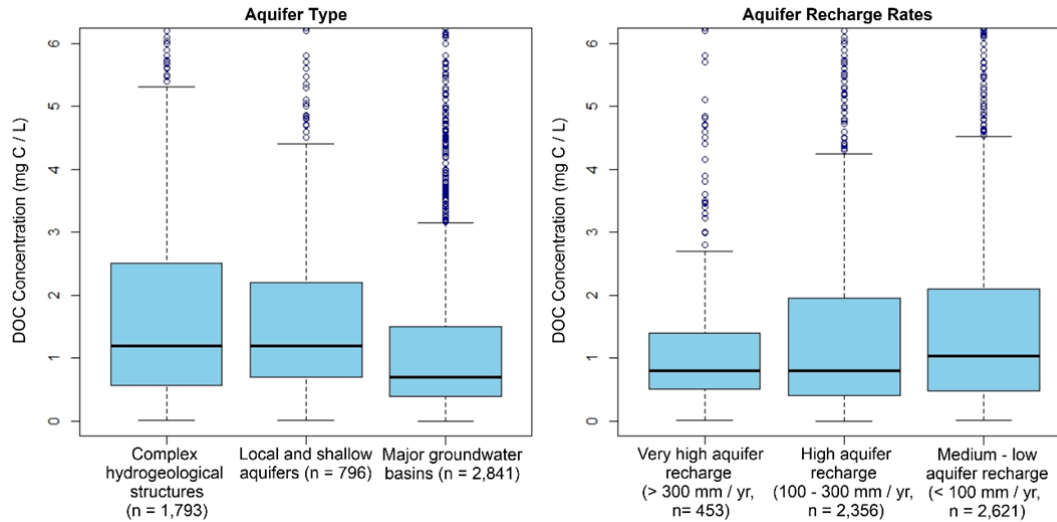 Aquifer Type
DOC Concentration (mg C / L)
6
5
4
3
2
1
0
Complex
hydrogeological
structures
(n = 1,793)
Local and shallow
aquifers (n = 796)
Major groundwater
basins (n = 2,841)
Aquifer Recharge Rates
DOC Concentration (mg C / L)
6
5
4
3
2
1
0
Very high aquifer
recharge
(> 300 mm / yr,
n= 453)
High aquifer
recharge
(100 - 300 mm / yr,
n = 2,356)
Medium - low
aquifer recharge
(< 100 mm / yr,
n = 2,621)